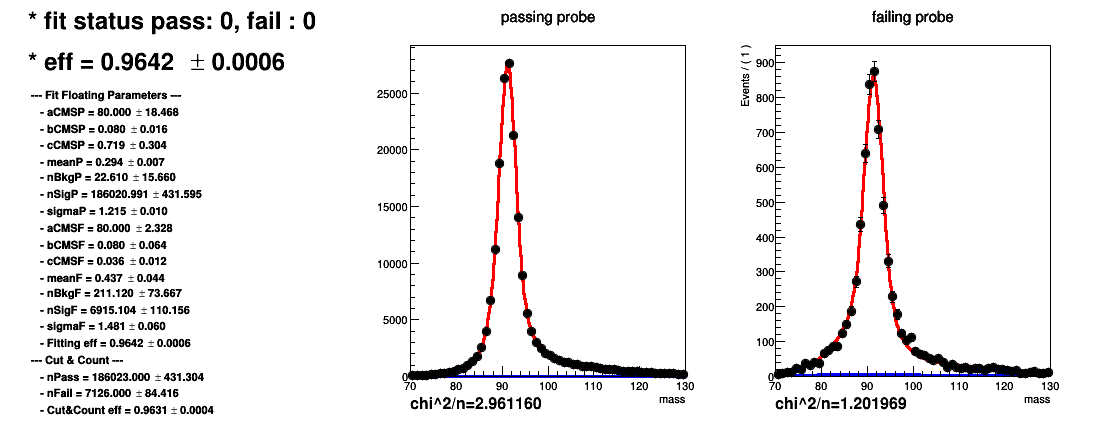 * fit status pass: 0, fail : 0
* eff = 0.9642 ± 0.0006
--- Fit Floating Parameters ---
- aCMSP = 80.000 ± 18.468
- bCMSP = 0.080 ± 0.016
- cCMSP = 0.719 ± 0.304
- meanP = 0.294 ± 0.007
- nBkgP = 22.610 ± 15.660
- nSigP = 186020.991 ± 431.595
- sigmaP = 1.215 ± 0.010
- aCMSF = 80.000 ± 2.328
- bCMSF = 0.080 ± 0.064
- cCMSF = 0.036 ± 0.012
- meanF = 0.437 ± 0.044
- nBkgF = 211.120 ± 73.667
- nSigF = 6915.104 ± 110.156
- sigmaF = 1.481 ± 0.060
- Fitting eff = 0.9642 ± 0.0006
--- Cut & Count ---
- nPass = 186023.000 ± 431.304
- nFail = 7126.000 ± 84.416
- Cut&Count eff = 0.9631 ± 0.0004
passing probe
25000
20000
15000
10000
5000
0
70 80 90 100 110 120 130
mass
chi^2/n=2.961160
failing probe
Events / ( 1 )
900
800
700
600
500
400
300
200
100
0
70 80 90 100 110 120 130
mass
chi^2/n=1.201969